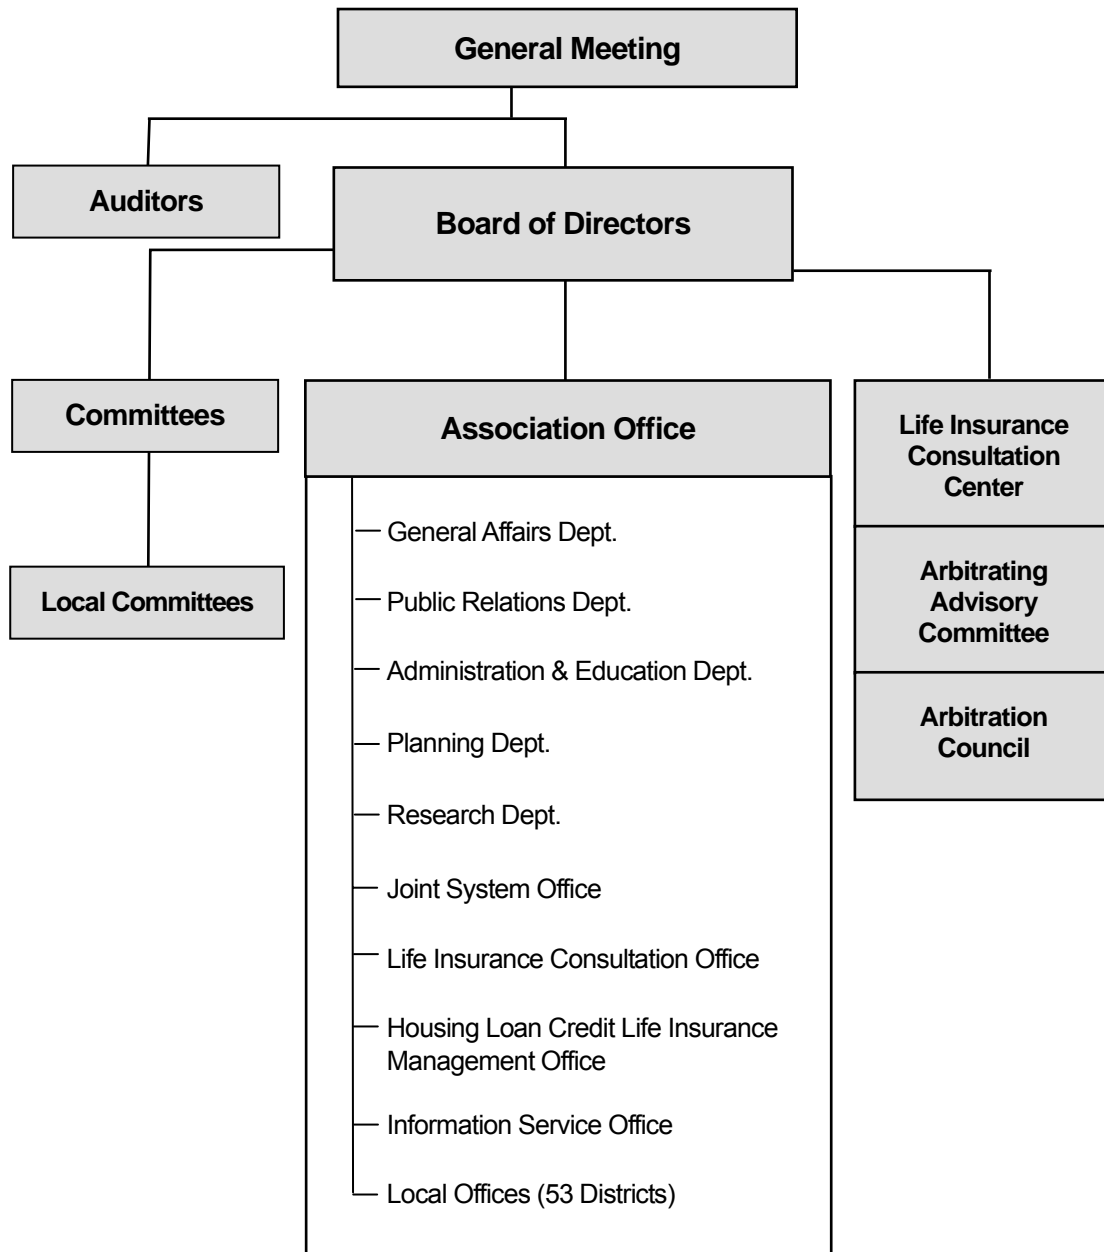 General Meeting
Auditors
Board of Directors
Committees
Association Office
Life Insurance
Consultation
Center
Local Committees
Arbitrating
Advisory
Committee
Arbitration
Council
General Affairs Dept.
Public Relations Dept.
Administration & Education Dept.
Planning Dept.
Research Dept.
Joint System Office
Life Insurance Consultation Office
Housing Loan Credit Life Insurance
Management Office
Information Service Office
Local Offices (53 Districts)